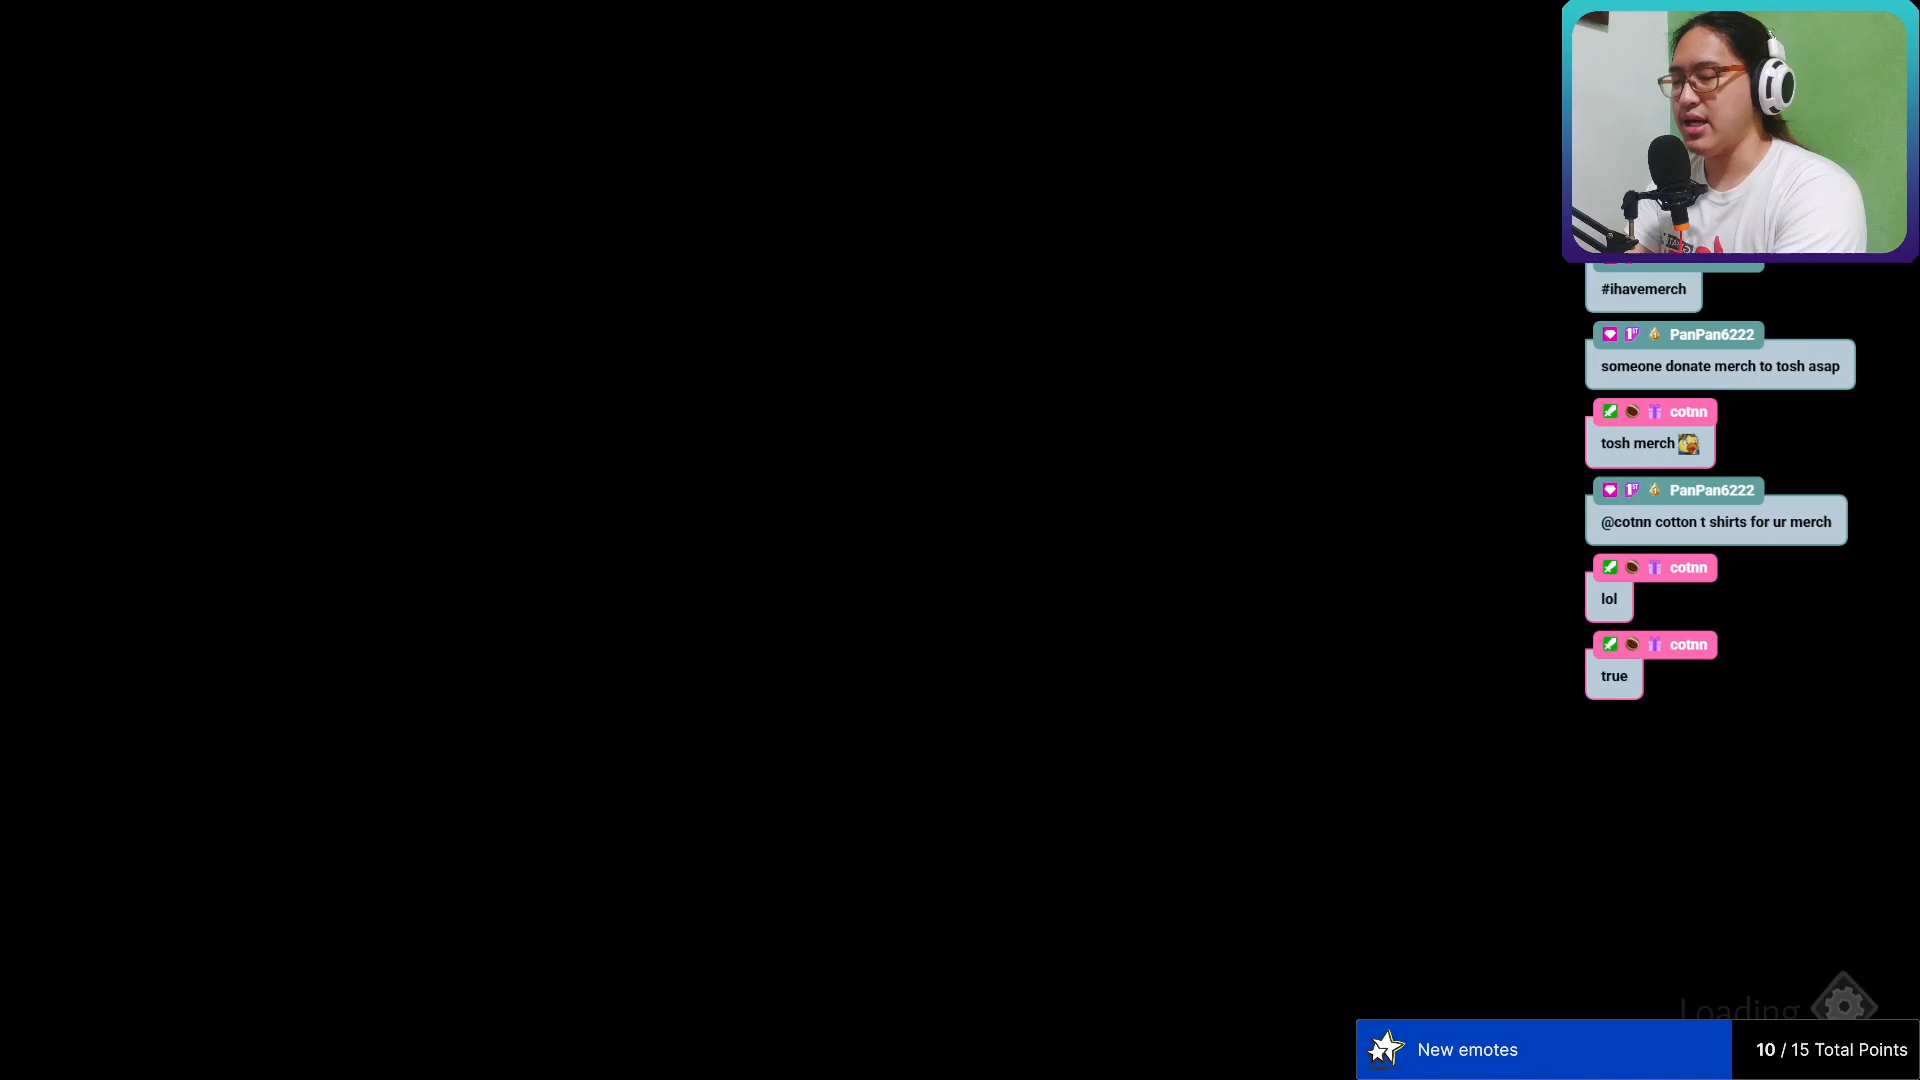 #ihavemerch
PanPan6222
someone donate merch to tosh asap
cotnn
tosh merch
PanPan6222
@cotnn cotton t shirts for ur merch
cotnn
lol
cotnn
true
Loading
New emotes
10 / 15 Total Points